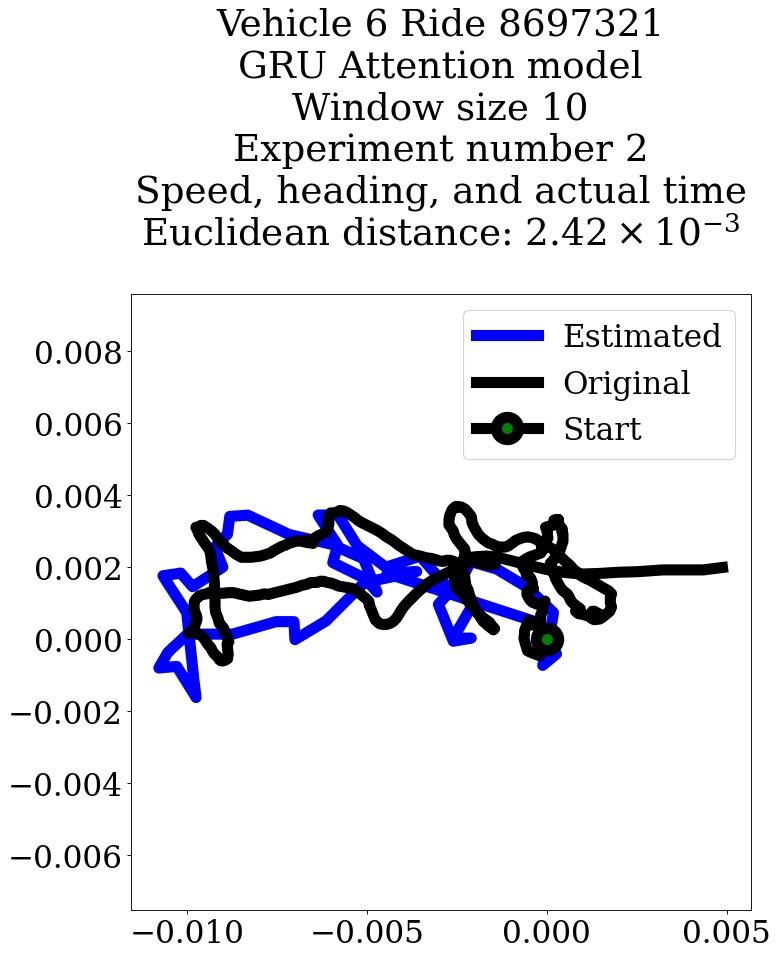 Vehicle 6 Ride 8697321
GRU Attention model
Window size 10
Experiment number 2
Speed, heading, and actual time
Euclidean distance: 2.42 × 10⁻³
Estimated
Original
Start
0.008
0.006
0.004
0.002
0.000
−0.002
−0.004
−0.006
−0.010
−0.005
0.000
0.005